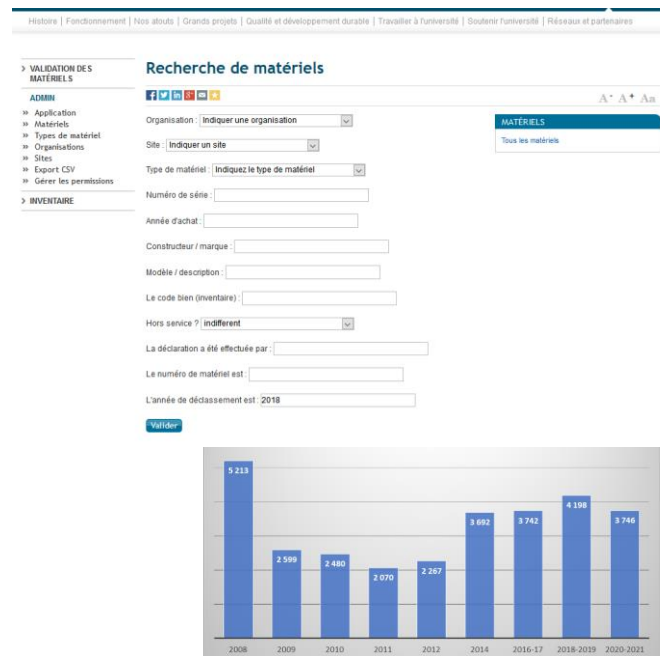 Histoire | Fonctionnement | Nos atouts | Grands projets | Qualité et développement durable | Travailler à l'université | Soutenir l'université | Réseaux et partenaires
> VALIDATION DES
MATÉRIELS
ADMIN
» Application
» Matériels
» Types de matériel
» Organisations
» Sites
» Export CSV
» Gérer les permissions
> INVENTAIRE
Recherche de matériels
A- A+ Aa
Organisation : Indiquer une organisation
Site : Indiquer un site
Type de matériel : Indiquez le type de matériel
Numéro de série :
Année d'achat :
Constructeur / marque :
Modèle / description :
Le code bien (inventaire) :
Hors service ? indifferent
La déclaration a été effectuée par :
Le numéro de matériel est :
L'année de déclassement est : 2018
Valider
MATÉRIELS
Tous les matériels
5 213
2 599
2 480
2 070
2 267
3 692
3 742
4 198
3 746
2008 2009 2010 2011 2012 2014 2016-17 2018-2019 2020-2021